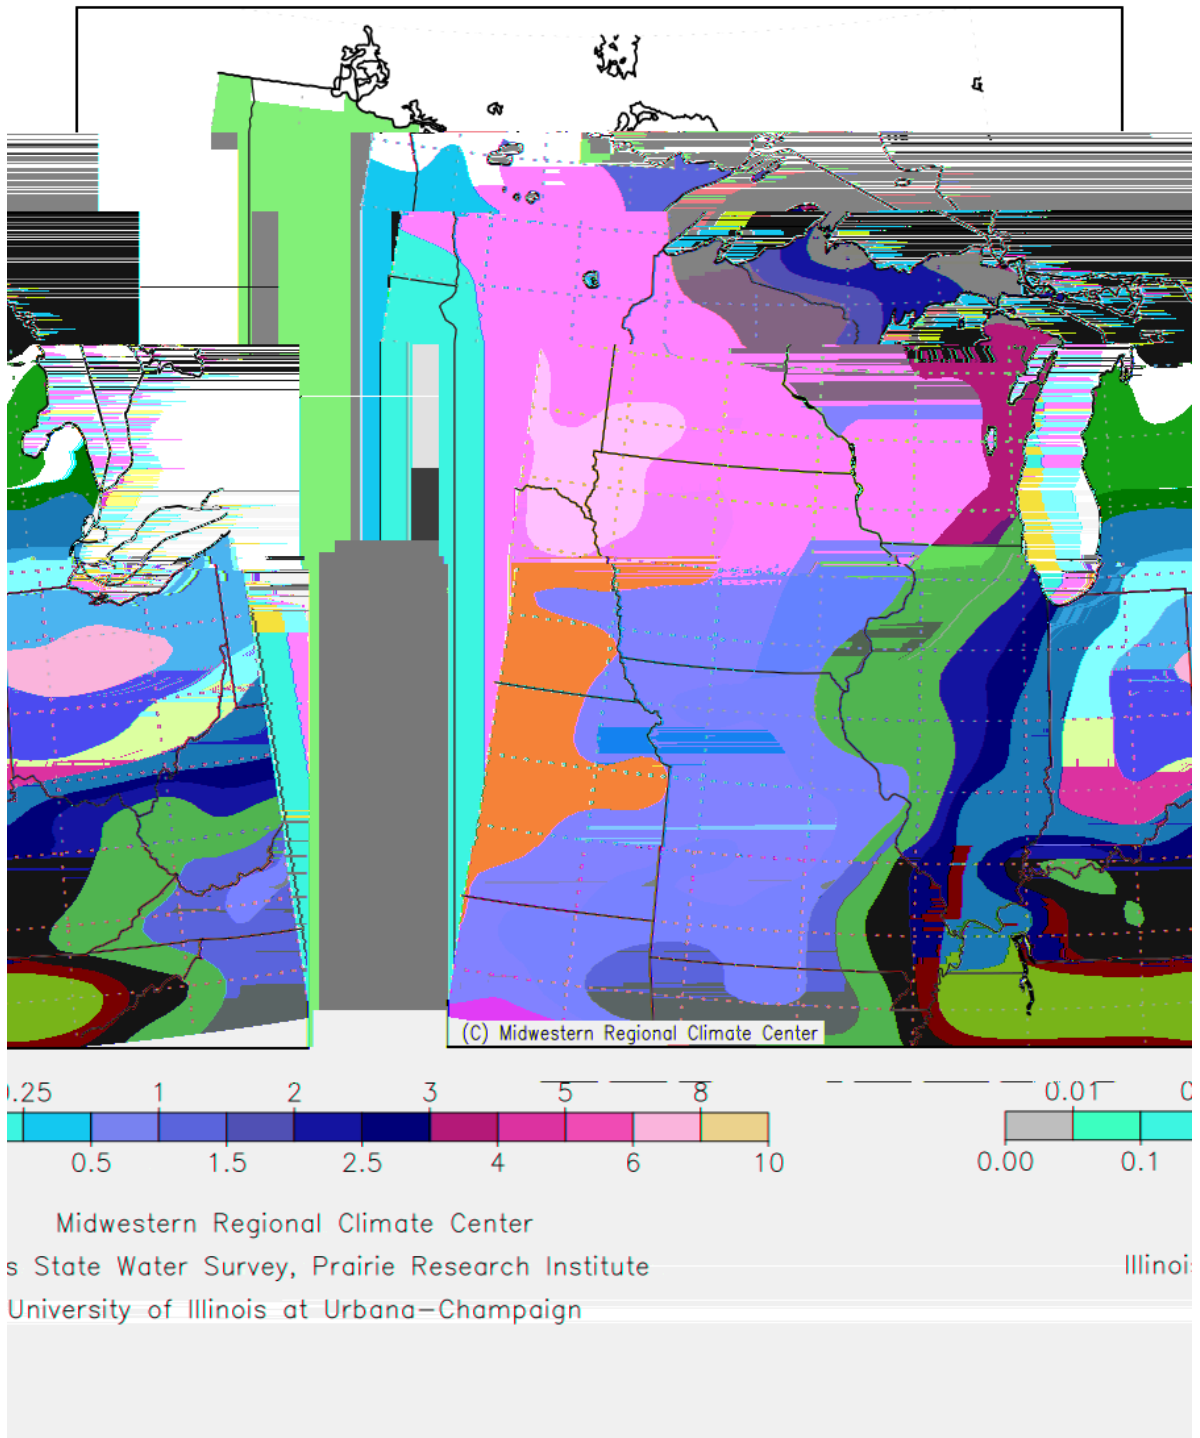 (C) Midwestern Regional Climate Center
.25 1 2 3 5 8 0.01
0.5 1.5 2.5 4 6 10 0.00 0.1
Midwestern Regional Climate Center
s State Water Survey, Prairie Research Institute Illinois
University of Illinois at Urbana-Champaign